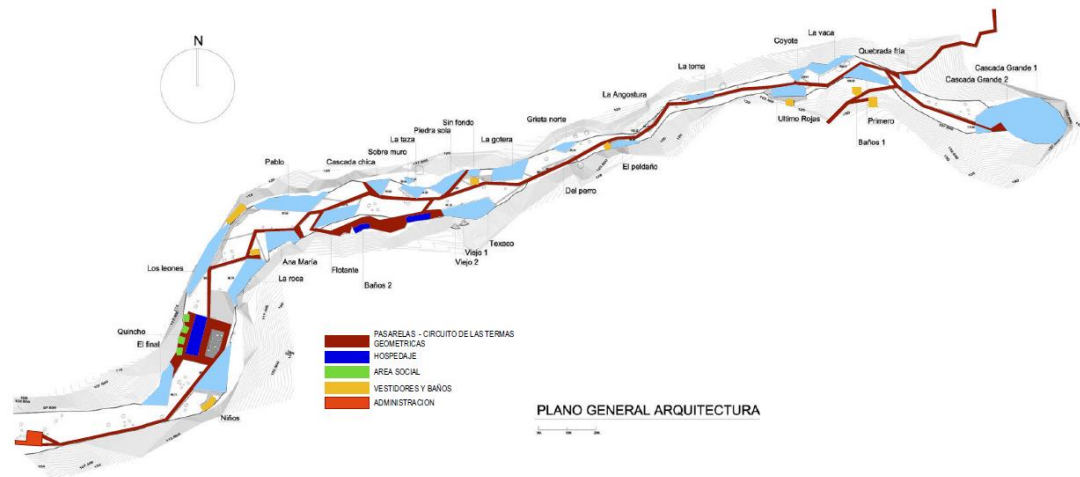 N
La vaca
Coyote
Quebrada fria
La toma
Cascada Grande 1
Cascada Grande 2
La Angostura
Grieta norte
Sin fondo
Piedra sola
La gotera
La taza
Sobre muro
Cascada chica
Pablo
Ultimo Rojas
Primero
Baños 1
El peldaño
Del perro
Texaco
Viejo 1
Viejo 2
Ana María
Flotante
La roca
Baños 2
Los leones
Quincho
El final
Niños
PASARELAS - CIRCUITO DE LAS TERMAS
GEOMETRICAS
HOSPEDAJE
AREA SOCIAL
VESTIDORES Y BAÑOS
ADMINISTRACION
PLANO GENERAL ARQUITECTURA